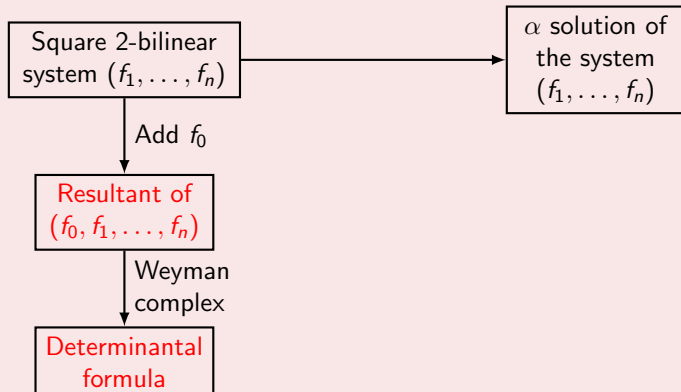 Square 2-bilinear
system (f₁, . . . , fₙ)
α solution of
the system
(f₁, . . . , fₙ)
Add f₀
Resultant of
(f₀, f₁, . . . , fₙ)
Weyman
complex
Determinantal
formula